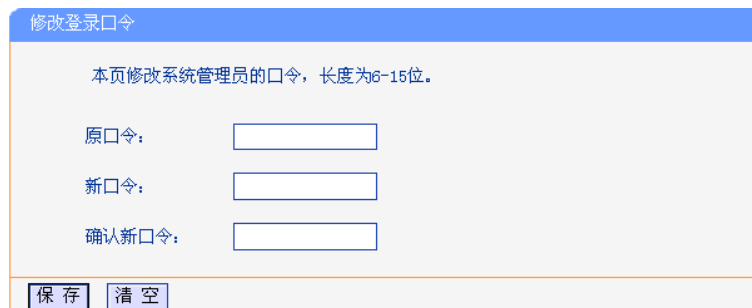 修改登录口令
本页修改系统管理员的口令，长度为6-15位。
原口令：
新口令：
确认新口令：
保 存 清 空